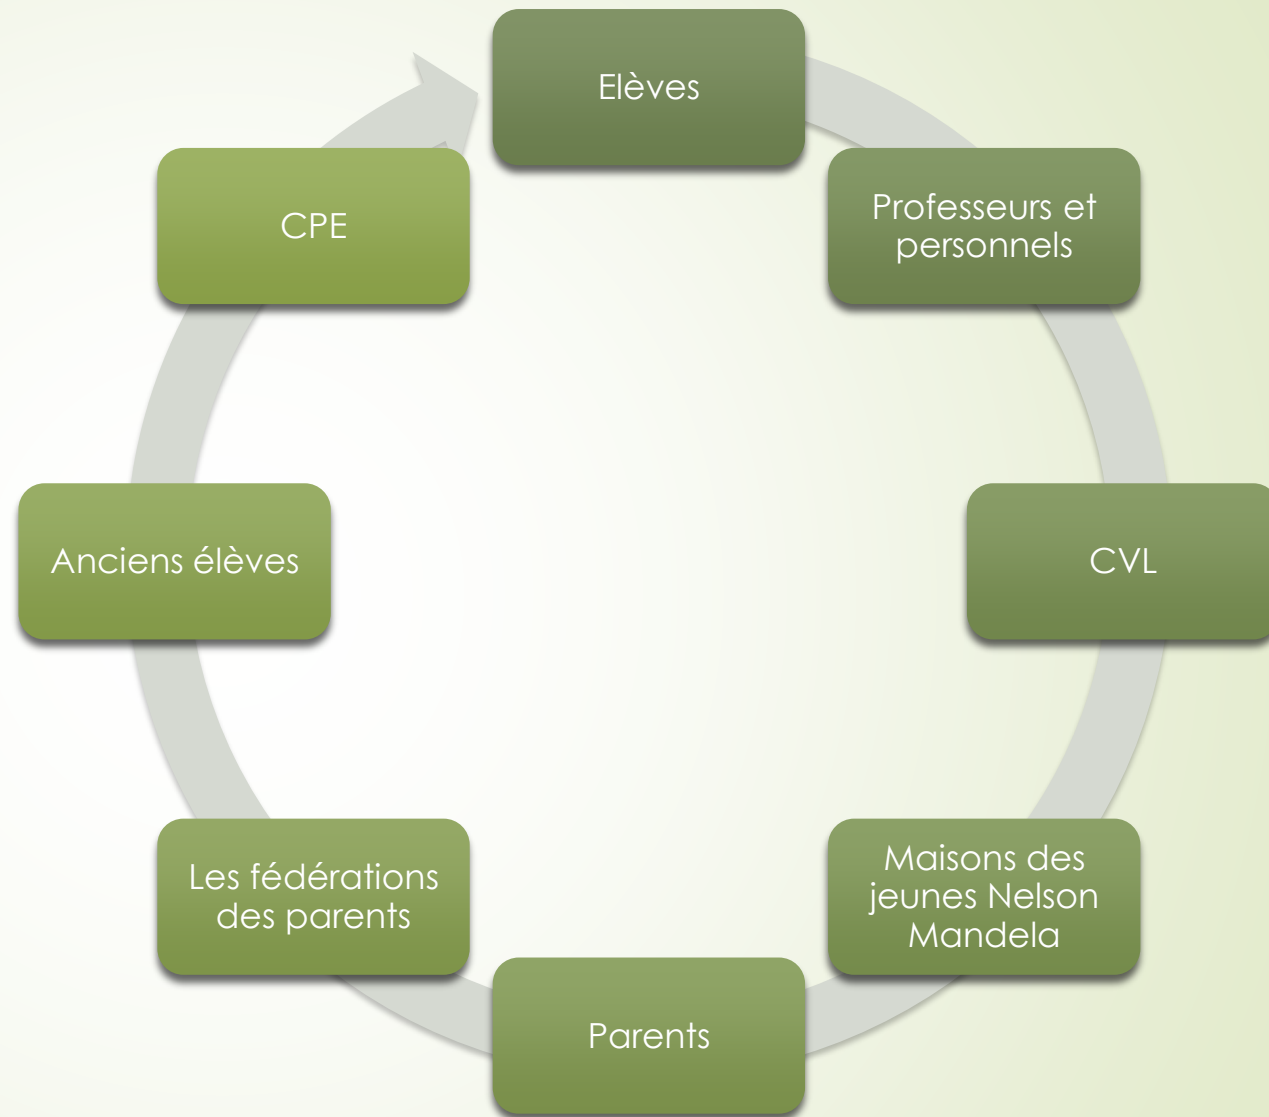 Elèves
Professeurs et
personnels
CVL
Maisons des
jeunes Nelson
Mandela
Parents
Les fédérations
des parents
Anciens élèves
CPE